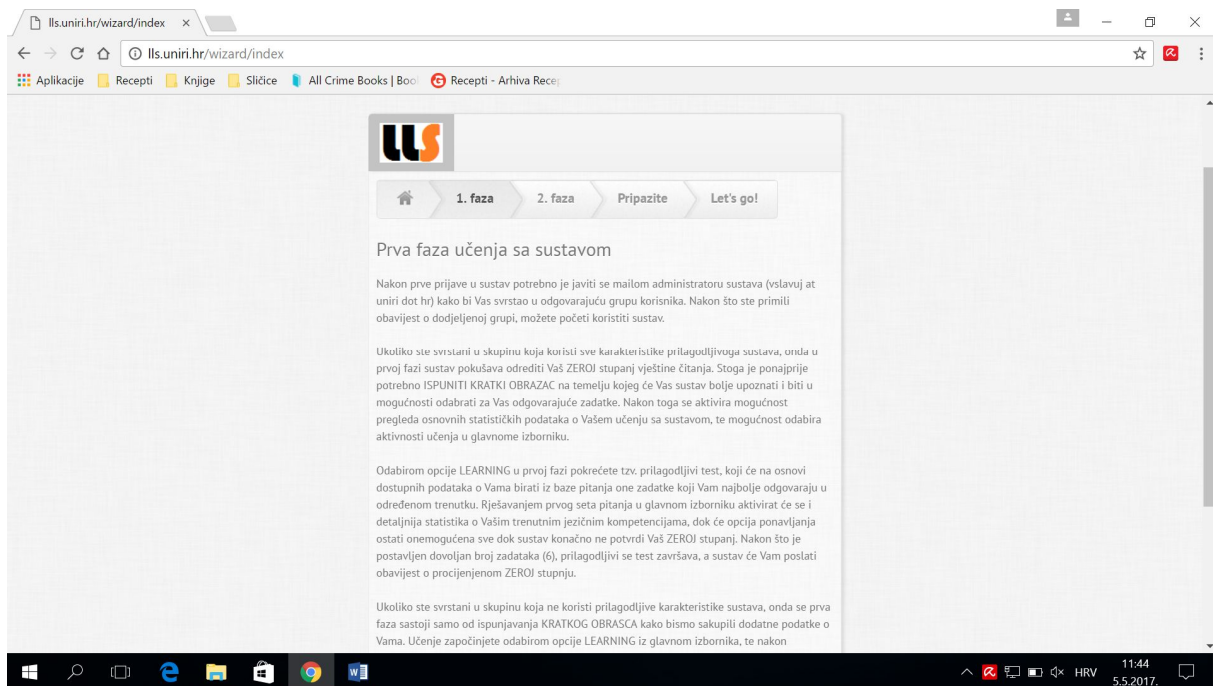 lls.uniri.hr/wizard/index
lls.uniri.hr/wizard/index
Aplikacije Recepti Knjige Sličice All Crime Books | Boo Recepti - Arhiva Rece
LLS
1. faza 2. faza Pripazite Let's go!
Prva faza učenja sa sustavom
Nakon prve prijave u sustav potrebno je javiti se mailom administratoru sustava (vslavuj at
uniri dot hr) kako bi Vas svrstao u odgovarajuću grupu korisnika. Nakon što ste primili
obavijest o dodjeljenoj grupi, možete početi koristiti sustav.
Ukoliko ste svrstani u skupinu koja koristi sve karakteristike prilagodljivoga sustava, onda u
prvoj fazi sustav pokušava odrediti Vaš ZEROJ stupanj vještine čitanja. Stoga je ponajprije
potrebno ISPUNITI KRATKI OBRAZAC na temelju kojeg će Vas sustav bolje upoznati i biti u
mogućnosti odabrati za Vas odgovarajuće zadatke. Nakon toga se aktivira mogućnost
pregleda osnovnih statističkih podataka o Vašem učenju sa sustavom, te mogućnost odabira
aktivnosti učenja u glavnome izborniku.
Odabirom opcije LEARNING u prvoj fazi pokrećete tzv. prilagodljivi test, koji će na osnovi
dostupnih podataka o Vama birati iz baze pitanja one zadatke koji Vam najbolje odgovaraju u
određenom trenutku. Rješavanjem prvog seta pitanja u glavnom izborniku aktivirat će se i
detaljnija statistika o Vašim trenutnim jezičnim kompetencijama, dok će opcija ponavljanja
ostati onemogućena sve dok sustav konačno ne potvrdi Vaš ZEROJ stupanj. Nakon što je
postavljen dovoljan broj zadataka (6), prilagodljivi se test završava, a sustav će Vam poslati
obavijest o procijenjenom ZEROJ stupnju.
Ukoliko ste svrstani u skupinu koja ne koristi prilagodljive karakteristike sustava, onda se prva
faza sastoji samo od ispunjavanja KRATKOG OBRASCA kako bismo sakupili dodatne podatke o
Vama. Učenje započinjete odabirom opcije LEARNING iz glavnom izbornika, te nakon
HRV 11:44
5.5.2017.